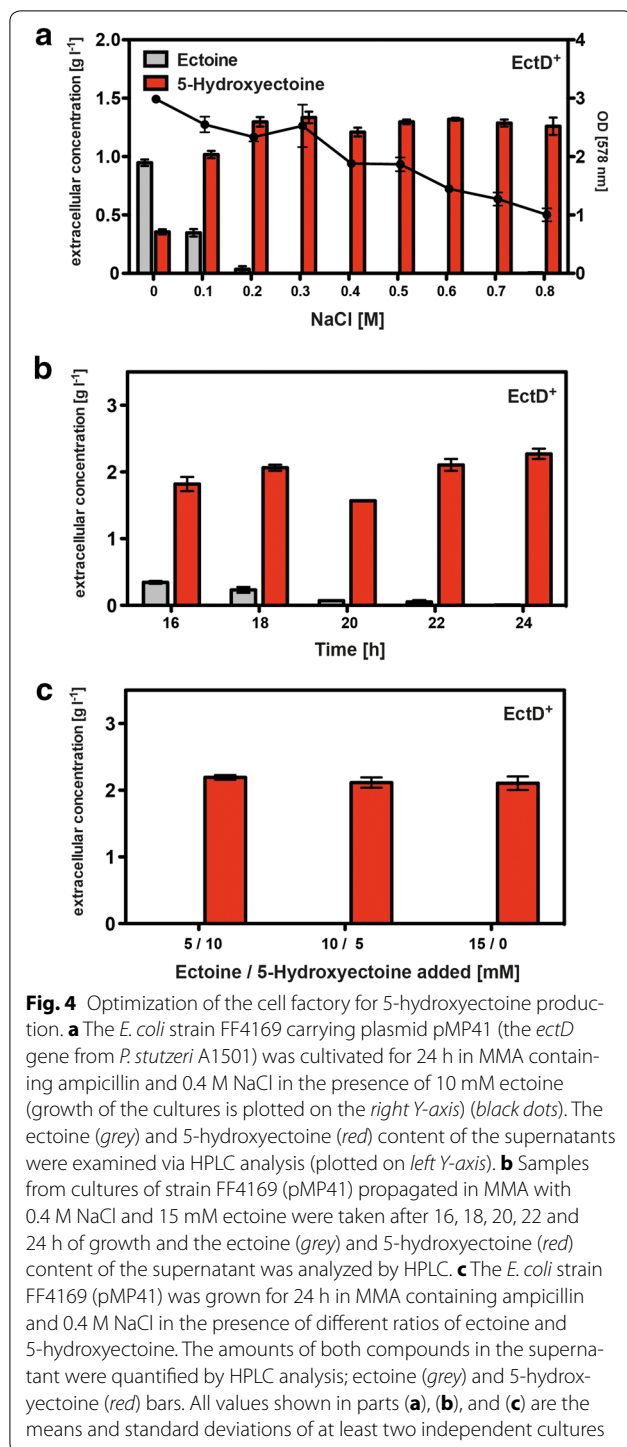 a
2.0
1.5
1.0
0.5
0
extracellular concentration [g l⁻¹]
Ectoine
5-Hydroxyectoine
EctD⁺
4
3
2
1
0
OD [578 nm]
0 0.1 0.2 0.3 0.4 0.5 0.6 0.7 0.8
NaCl [M]
b
3
2
1
0
extracellular concentration [g l⁻¹]
EctD⁺
16 18 20 22 24
Time [h]
c
3
2
1
0
extracellular concentration [g l⁻¹]
EctD⁺
5 / 10 10 / 5 15 / 0
Ectoine / 5-Hydroxyectoine added [mM]
Fig. 4 Optimization of the cell factory for 5-hydroxyectoine produc-
tion. a The E. coli strain FF4169 carrying plasmid pMP41 (the ectD
gene from P. stutzeri A1501) was cultivated for 24 h in MMA contain-
ing ampicillin and 0.4 M NaCl in the presence of 10 mM ectoine
(growth of the cultures is plotted on the right Y-axis) (black dots). The
ectoine (grey) and 5-hydroxyectoine (red) content of the supernatants
were examined via HPLC analysis (plotted on left Y-axis). b Samples
from cultures of strain FF4169 (pMP41) propagated in MMA with
0.4 M NaCl and 15 mM ectoine were taken after 16, 18, 20, 22 and
24 h of growth and the ectoine (grey) and 5-hydroxyectoine (red)
content of the supernatant was analyzed by HPLC. c The E. coli strain
FF4169 (pMP41) was grown for 24 h in MMA containing ampicillin
and 0.4 M NaCl in the presence of different ratios of ectoine and
5-hydroxyectoine. The amounts of both compounds in the superna-
tant were quantified by HPLC analysis; ectoine (grey) and 5-hydrox-
yectoine (red) bars. All values shown in parts (a), (b), and (c) are the
means and standard deviations of at least two independent cultures